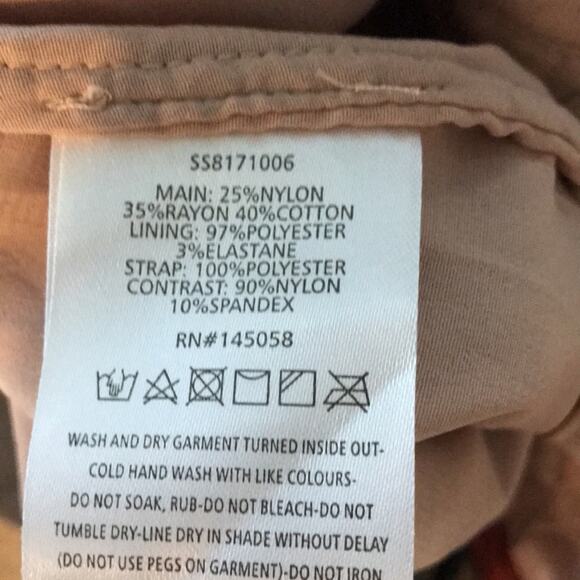 SS8171006
MAIN: 25%NYLON
35%RAYON 40%COTTON
LINING: 97%POLYESTER
3%ELASTANE
STRAP: 100%POLYESTER
CONTRAST: 90%NYLON
10%SPANDEX
RN#145058
WASH AND DRY GARMENT TURNED INSIDE OUT-
COLD HAND WASH WITH LIKE COLOURS-
DO NOT SOAK, RUB-DO NOT BLEACH-DO NOT
TUMBLE DRY-LINE DRY IN SHADE WITHOUT DELAY
(DO NOT USE PEGS ON GARMENT)-DO NOT IRON